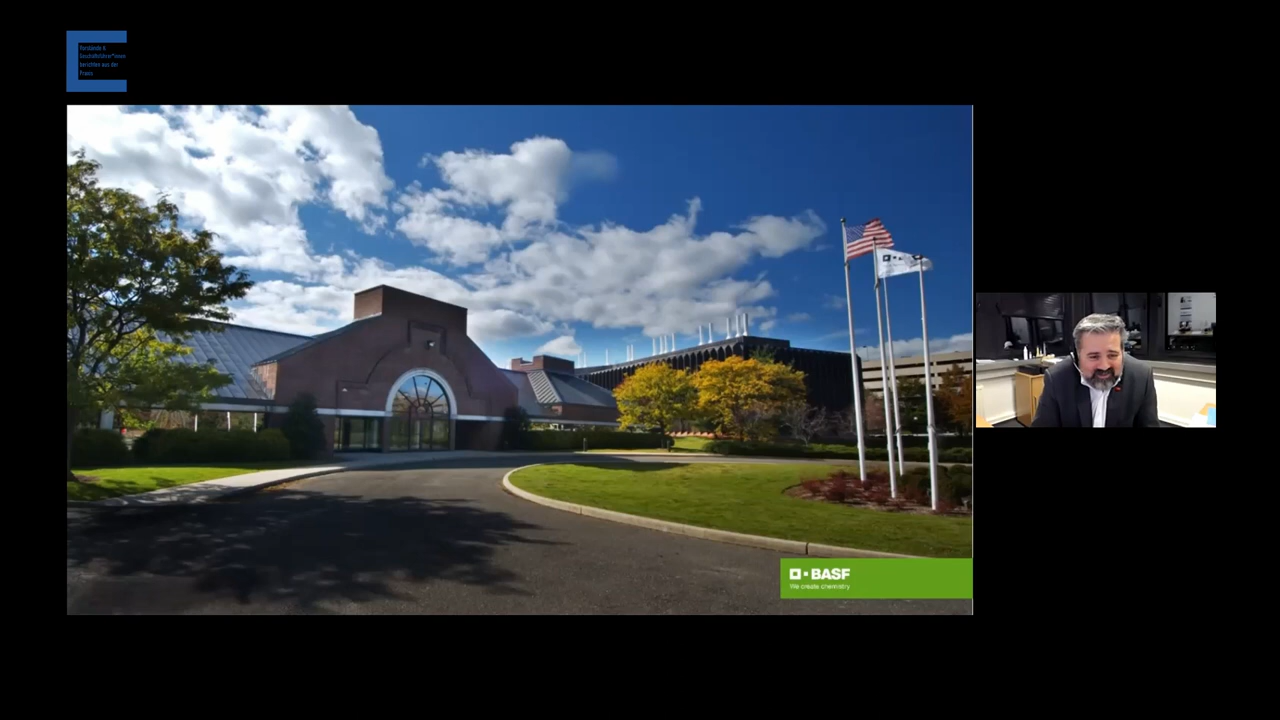 Vorstände &
Geschäftsführer*innen
berichten aus der
Praxis
BASF
We create chemistry